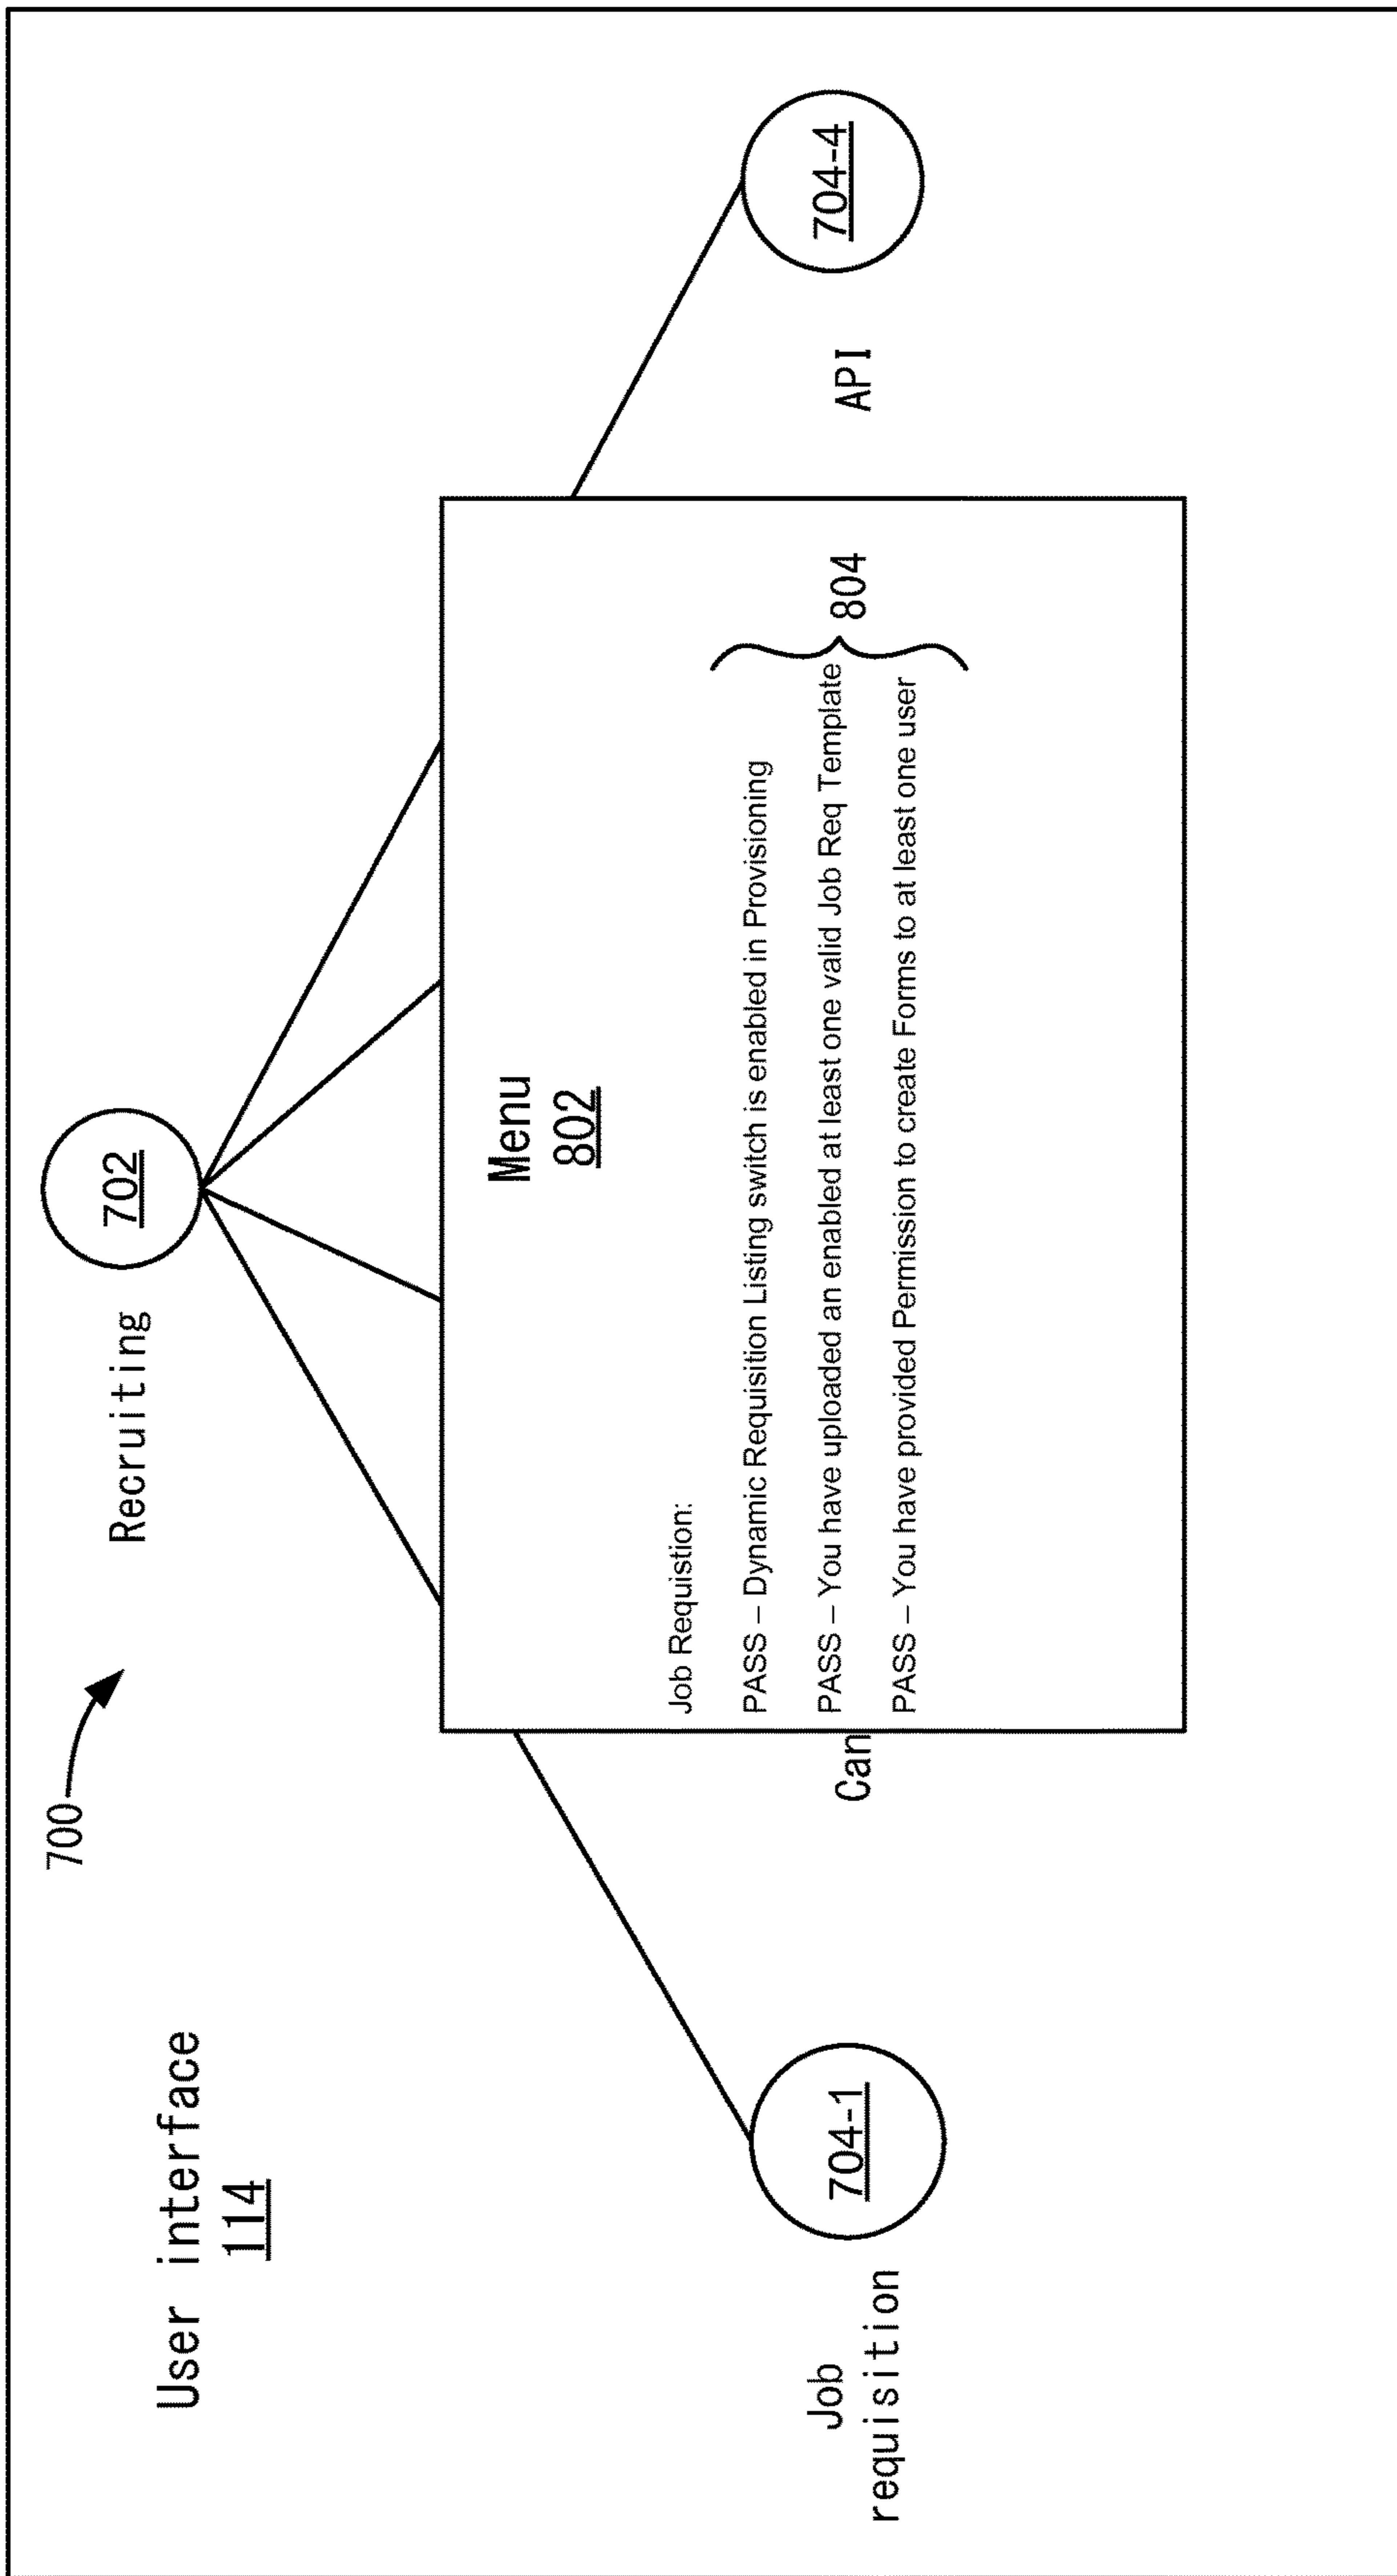 User interface
114
700
Recruiting
702
Menu
802
Job Requistion:
PASS – Dynamic Requisition Listing switch is enabled in Provisioning
PASS – You have uploaded an enabled at least one valid Job Req Template
PASS – You have provided Permission to create Forms to at least one user
804
Job
requisition
704-1
Can
API
704-4